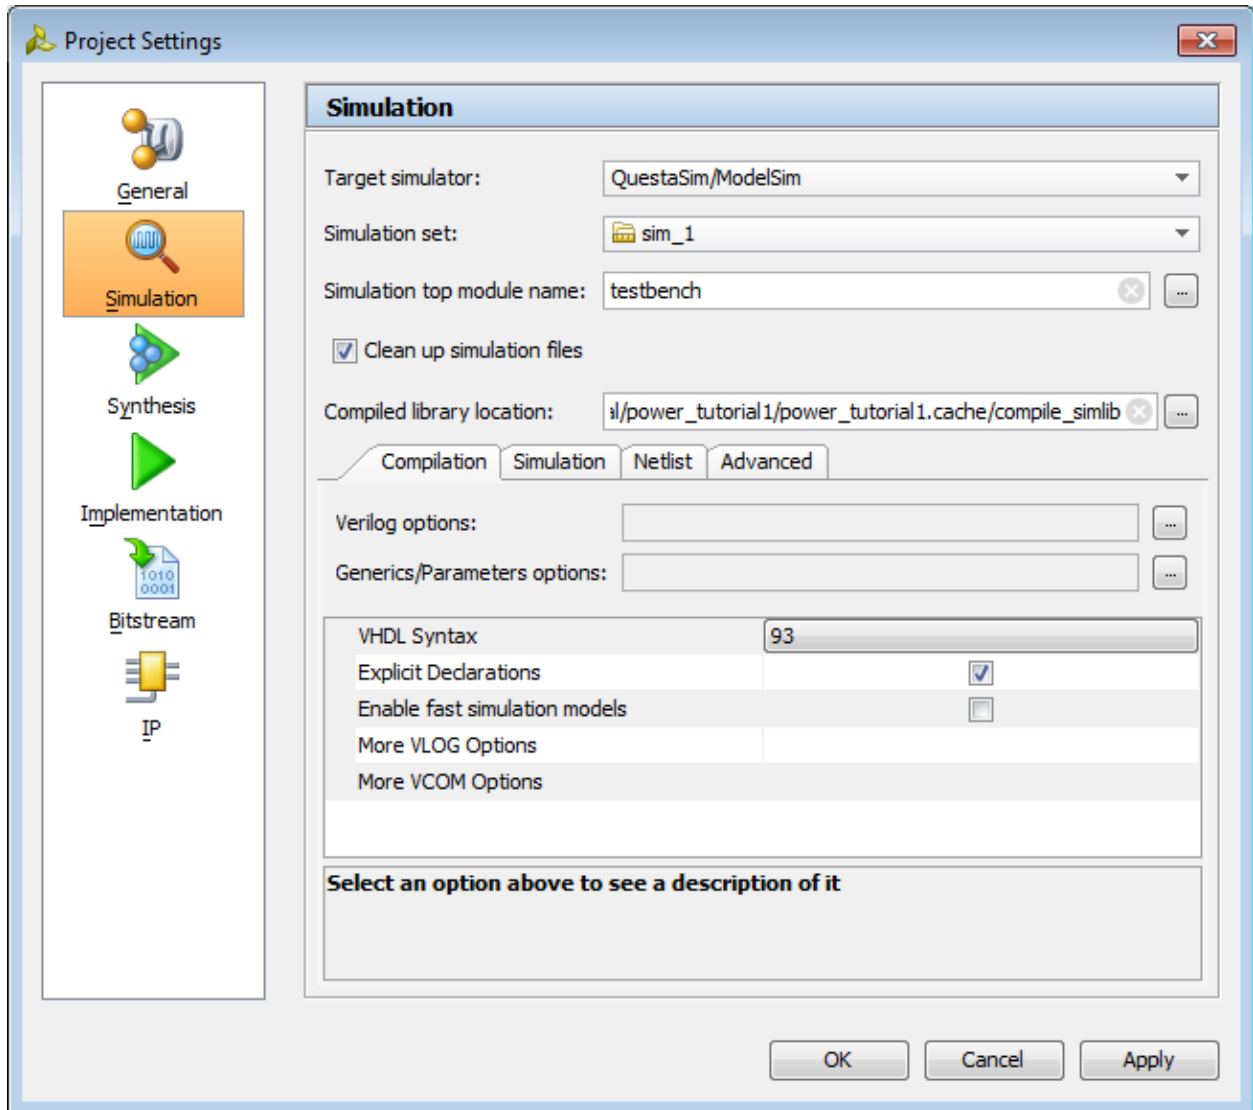 Project Settings
General
Simulation
Synthesis
Implementation
1010
0001
Bitstream
IP
Simulation
Target simulator: QuestaSim/ModelSim
Simulation set: sim_1
Simulation top module name: testbench ...
Clean up simulation files
Compiled library location: al/power_tutorial1/power_tutorial1.cache/compile_simlib ...
Compilation Simulation Netlist Advanced
Verilog options: ...
Generics/Parameters options: ...
VHDL Syntax 93
Explicit Declarations
Enable fast simulation models
More VLOG Options
More VCOM Options
Select an option above to see a description of it
OK Cancel Apply